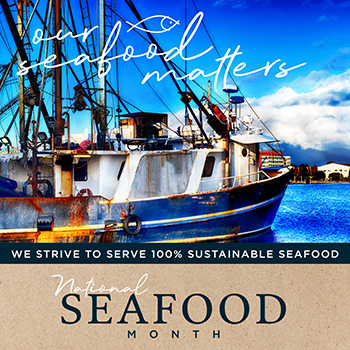 our
seafood
matters
WE STRIVE TO SERVE 100% SUSTAINABLE SEAFOOD
National
SEAFOOD
MONTH